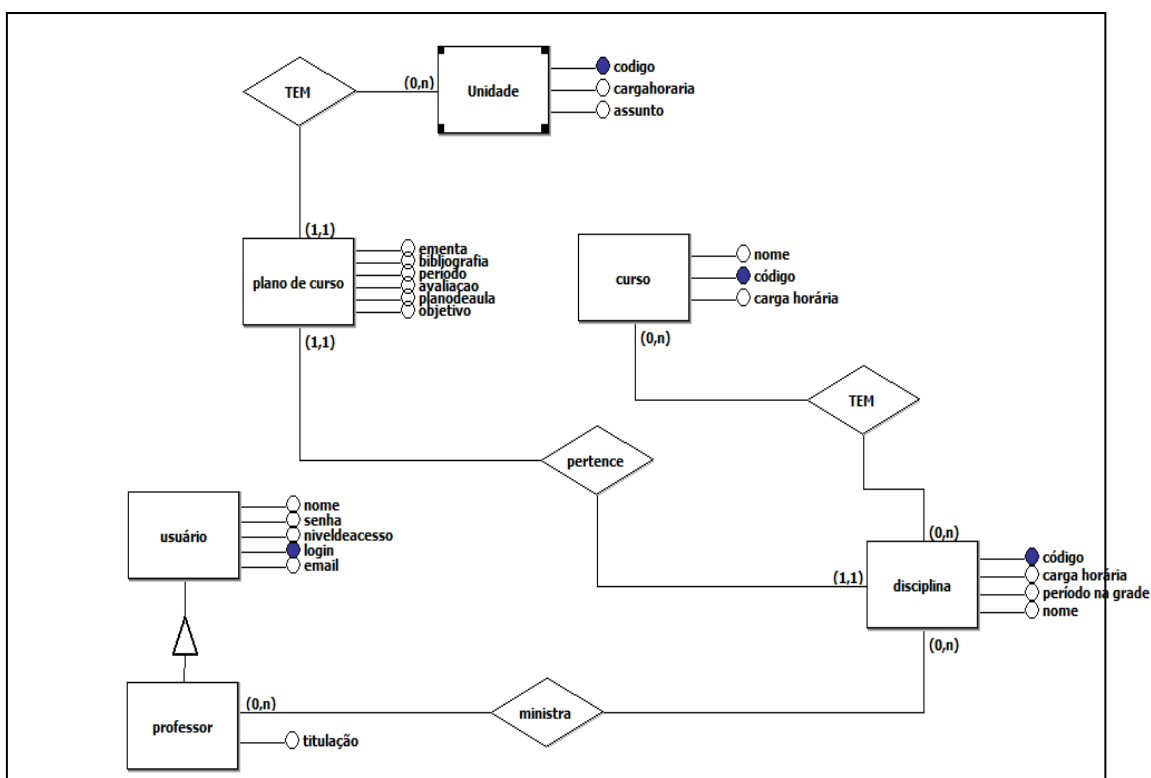 codigo
TEM
(0,n)
Unidade
cargahoraria
assunto
(1,1)
ementa
bibliografia
plano de curso
período
avaliaçao
planodeaula
objetivo
(1,1)
nome
curso
código
carga horária
(0,n)
TEM
pertence
nome
senha
usuário
niveldeacesso
login
email
(0,n)
código
(1,1)
disciplina
carga horária
período na grade
nome
(0,n)
professor
(0,n)
ministra
titulação